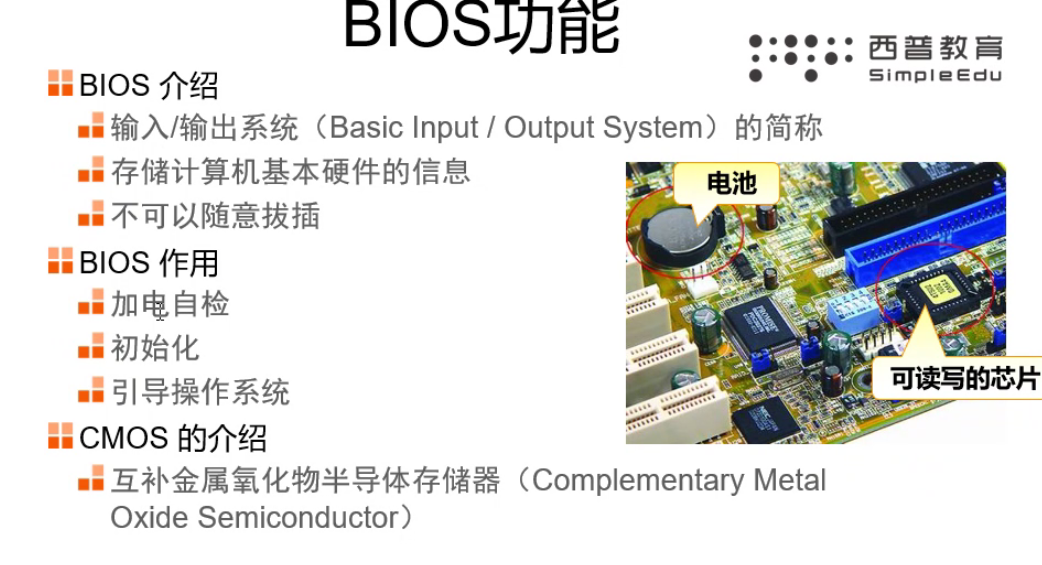 BIOS功能
西普教育
SimpleEdu
BIOS 介绍
输入/输出系统（Basic Input / Output System）的简称
存储计算机基本硬件的信息
不可以随意拔插
BIOS 作用
加电自检
初始化
引导操作系统
CMOS 的介绍
互补金属氧化物半导体存储器（Complementary Metal
Oxide Semiconductor）
电池
可读写的芯片